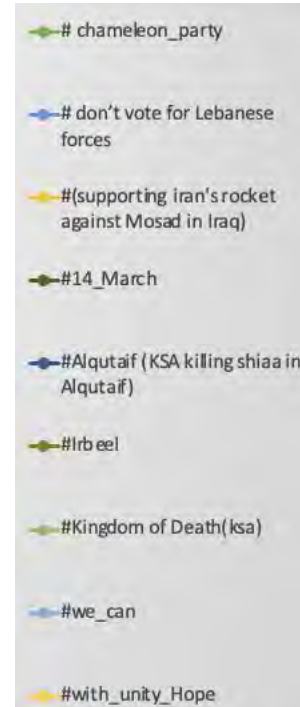 # chameleon_party
# don't vote for Lebanese
forces
#(supporting iran's rocket
against Mosad in Iraq)
#14_March
#Alqutaif (KSA killing shiaa in
Alqutaif)
#Irbeel
#Kingdom of Death(ksa)
#we_can
#with_unity_Hope